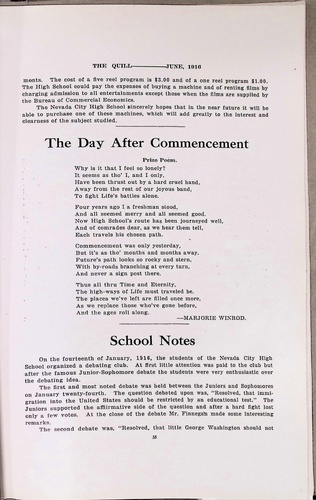 THE QUILL——JUNE, 1916
ments. The cost of a five reel program is $3.00 and of a one reel program $1.00.
The High School could pay the expenses of buying a machine and of renting films by
charging admission to all entertainments except those when the films are supplied by
the Bureau of Commercial Economics.
The Nevada City High School sincerely hopes that in the near future it will be
able to purchase one of these machines, which will add greatly to the interest and
clearness of the subject studied.
The Day After Commencement
Prize Poem.
Why is it that I feel so lonely?
It seems as tho' I, and I only,
Have been thrust out by a hard cruel hand,
Away from the rest of our joyous band,
To fight Life's battles alone.
Four years ago I a freshman stood,
And all seemed merry and all seemed good.
Now High School's route has been journeyed well,
And of comrades dear, as we hear them tell,
Each travels his chosen path.
Commencement was only yesterday,
But it's as tho' months and months away.
Future's path looks so rocky and stern,
With by-roads branching at every turn,
And never a sign post there.
Thus all thru Time and Eternity,
The high-ways of Life must traveled be.
The places we've left are filled once more,
As we replace those who've gone before,
And the ages roll along.
—MARJORIE WINROD.
School Notes
On the fourteenth of January, 1916, the students of the Nevada City High
School organized a debating club. At first little attention was paid to the club but
after the famous Junior-Sophomore debate the students were very enthusiastic over
the debating idea.
The first and most noted debate was held between the Juniors and Sophomores
on January twenty-fourth. The question debated upon was, "Resolved, that immi-
gration into the United States should be restricted by an educational test." The
Juniors supported the affirmative side of the question and after a hard fight lost
only a few votes. At the close of the debate Mr. Finnegan made some interesting
remarks.
The second debate was, "Resolved, that little George Washington should not